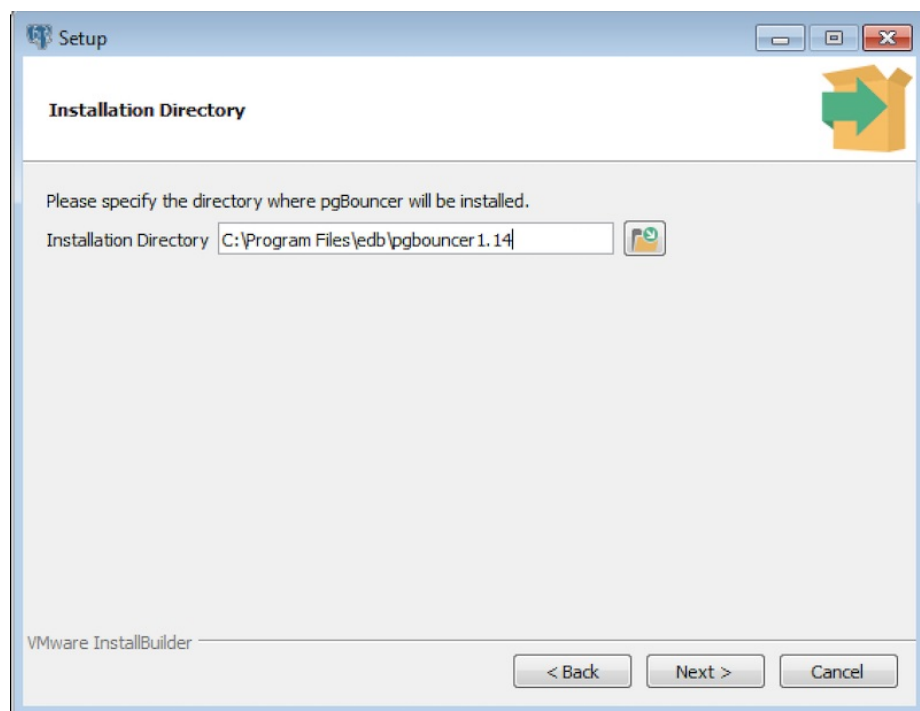 Setup
Installation Directory
Please specify the directory where pgBouncer will be installed.
Installation Directory C:\Program Files\edb\pgbouncer1.14
VMware InstallBuilder
< Back Next > Cancel